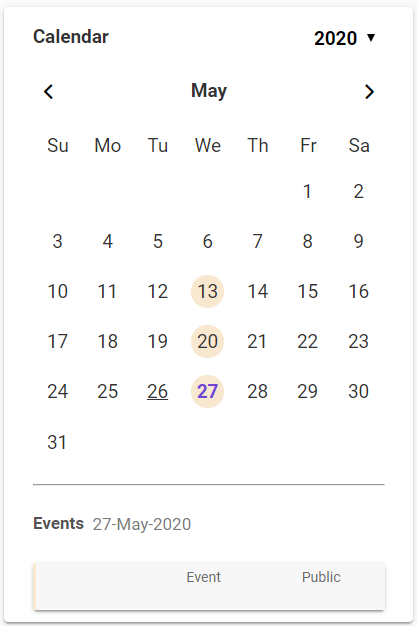 Calendar 2020
May
Su Mo Tu We Th Fr Sa
1 2
3 4 5 6 7 8 9
10 11 12 13 14 15 16
17 18 19 20 21 22 23
24 25 26 27 28 29 30
31
Events 27-May-2020
Event Public